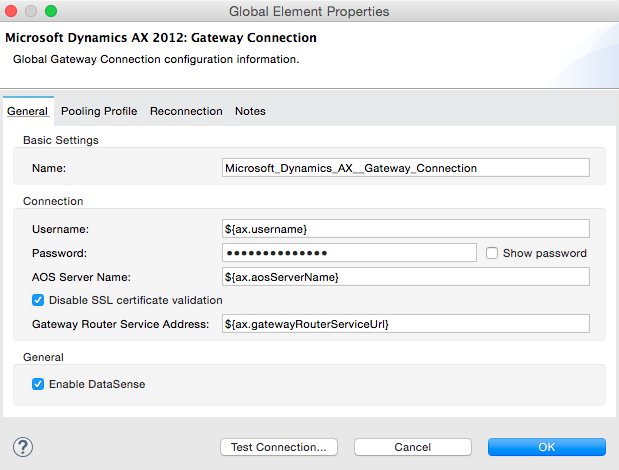 Global Element Properties
Microsoft Dynamics AX 2012: Gateway Connection
Global Gateway Connection configuration information.
General Pooling Profile Reconnection Notes
Basic Settings
Name: Microsoft_Dynamics_AX__Gateway_Connection
Connection
Username: ${ax.username}
Password: •••••••••••••• Show password
AOS Server Name: ${ax.aosServerName}
Disable SSL certificate validation
Gateway Router Service Address: ${ax.gatewayRouterServiceUrl}
General
Enable DataSense
? Test Connection... Cancel OK